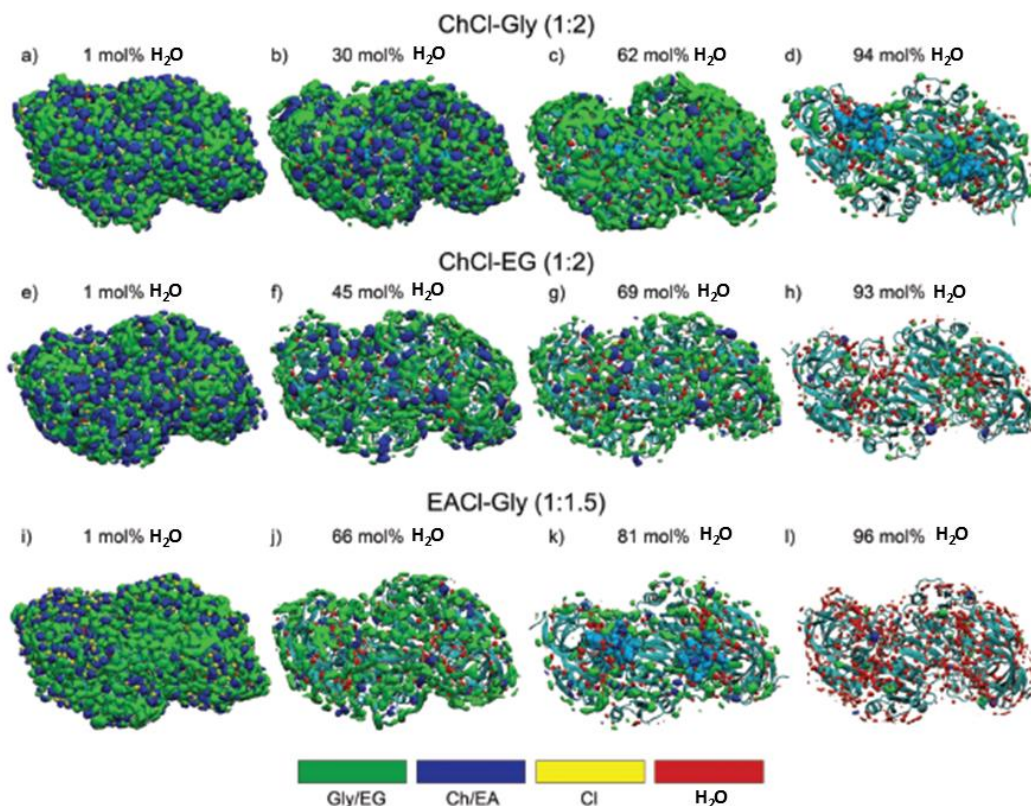 ChCl-Gly (1:2)
a) 1 mol% H₂O b) 30 mol% H₂O c) 62 mol% H₂O d) 94 mol% H₂O
ChCl-EG (1:2)
e) 1 mol% H₂O f) 45 mol% H₂O g) 69 mol% H₂O h) 93 mol% H₂O
EACl-Gly (1:1.5)
i) 1 mol% H₂O j) 66 mol% H₂O k) 81 mol% H₂O l) 96 mol% H₂O
Gly/EG Ch/EA Cl H₂O